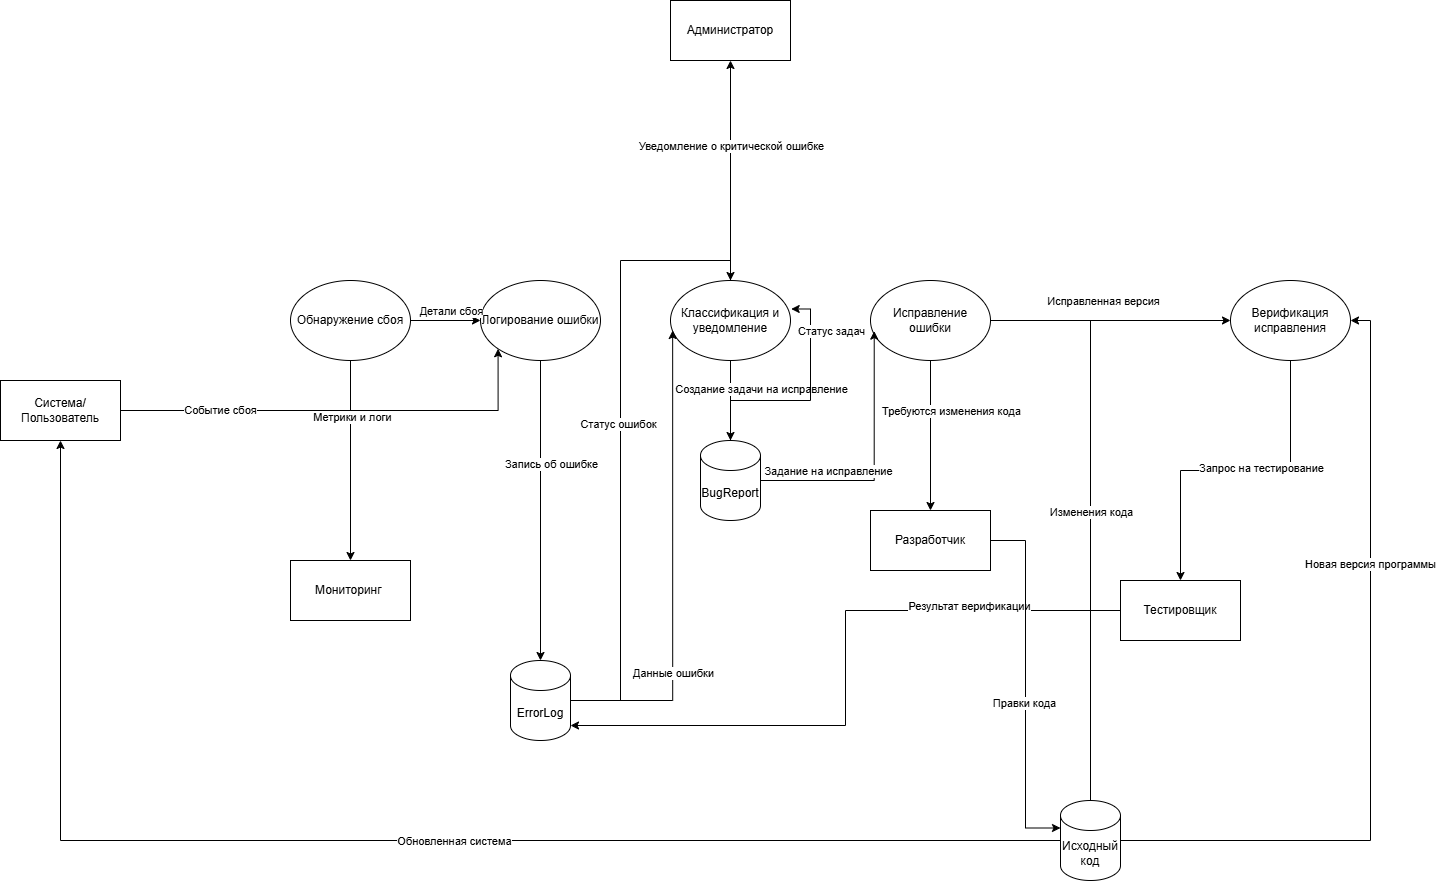 Администратор
Уведомление о критической ошибке
Обнаружение сбоя
Детали сбоя
Логирование ошибки
Классификация и
уведомление
Статус задач
Исправление
ошибки
Исправленная версия
Верификация
исправления
Система/
Пользователь
Событие сбоя
Метрики и логи
Создание задачи на исправление
Требуются изменения кода
Статус ошибок
Запись об ошибке
Задание на исправление
Запрос на тестирование
BugReport
Изменения кода
Разработчик
Новая версия программы
Мониторинг
Результат верификации
Тестировщик
Данные ошибки
Правки кода
ErrorLog
Обновленная система
Исходный
код